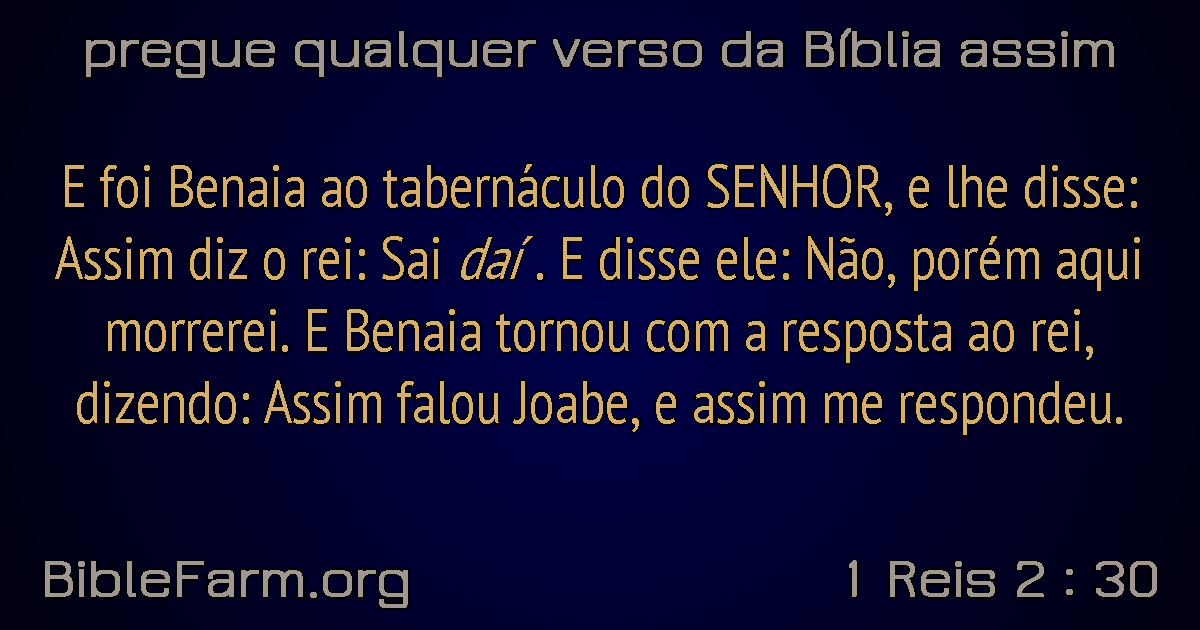 pregue qualquer verso da Bíblia assim
E foi Benaia ao tabernáculo do SENHOR, e lhe disse:
Assim diz o rei: Sai daí . E disse ele: Não, porém aqui
morrerei. E Benaia tornou com a resposta ao rei,
dizendo: Assim falou Joabe, e assim me respondeu.
BibleFarm.org
1 Reis 2 : 30